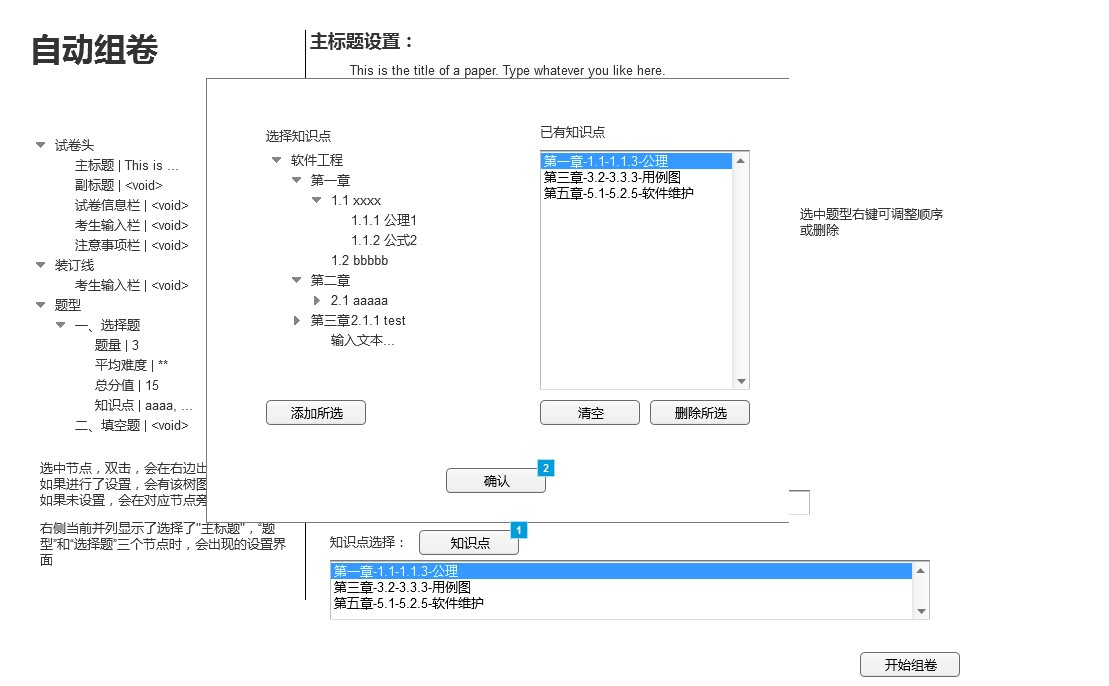 自动组卷
主标题设置：
This is the title of a paper. Type whatever you like here.
试卷头
主标题 | This is ...
副标题 | <void>
试卷信息栏 | <void>
考生输入栏 | <void>
注意事项栏 | <void>
装订线
考生输入栏 | <void>
题型
一、选择题
题量 | 3
平均难度 | **
总分值 | 15
知识点 | aaaa, ...
二、填空题 | <void>
选中节点，双击，会在右边出
如果进行了设置，会有该树图
如果未设置，会在对应节点旁
右侧当前并列显示了选择了"主标题"，“题
型”和“选择题”三个节点时，会出现的设置界
面
选择知识点
软件工程
第一章
1.1 xxxx
1.1.1 公理1
1.1.2 公式2
1.2 bbbbb
第二章
2.1 aaaaa
第三章2.1.1 test
输入文本...
添加所选
已有知识点
第一章-1.1-1.1.3-公理
第三章-3.2-3.3.3-用例图
第五章-5.1-5.2.5-软件维护
清空
删除所选
确认
2
选中题型右键可调整顺序
或删除
知识点选择：
知识点
1
第一章-1.1-1.1.3-公理
第三章-3.2-3.3.3-用例图
第五章-5.1-5.2.5-软件维护
开始组卷